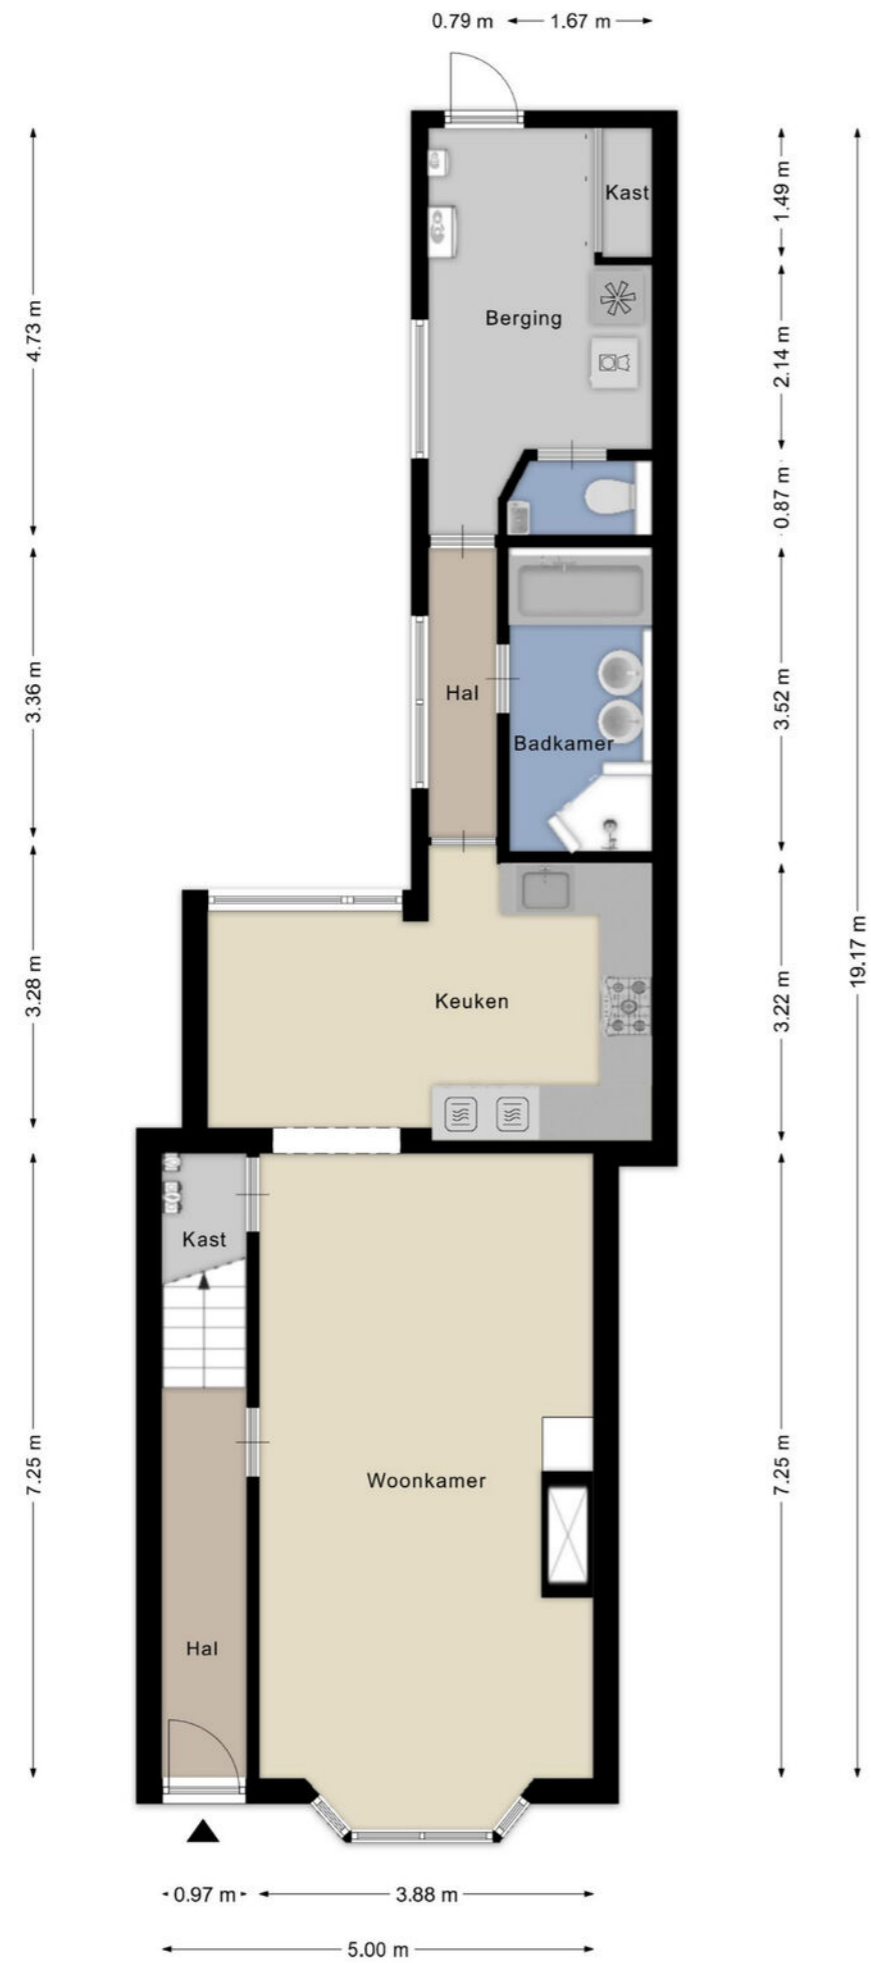 0.79 m
1.67 m
4.73 m
3.36 m
3.28 m
7.25 m
Kast
Berging
Hal
Badkamer
Keuken
Kast
Woonkamer
Hal
1.49 m
2.14 m
0.87 m
3.52 m
3.22 m
7.25 m
19.17 m
0.97 m
3.88 m
5.00 m